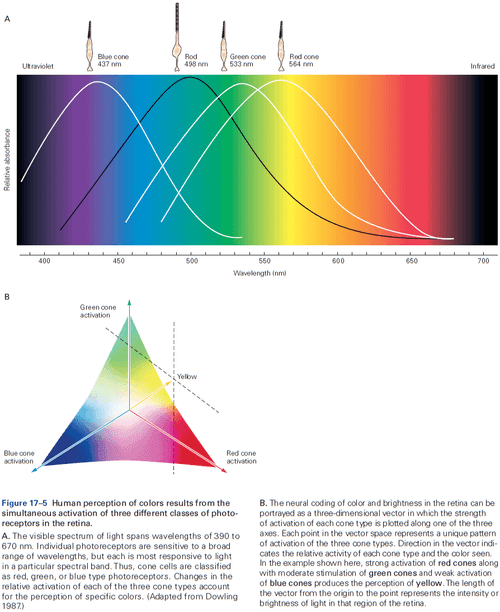 A
Blue cone
437 nm
Rod
498 nm
Green cone
533 nm
Red cone
564 nm
Ultraviolet
Infrared
Relative absorbance
400 450 500 550 600 650 700
Wavelength (nm)
B
Green cone
activation
Yellow
Blue cone
activation
Red cone
activation
Figure 17–5 Human perception of colors results from the
simultaneous activation of three different classes of photo-
receptors in the retina.
A. The visible spectrum of light spans wavelengths of 390 to
670 nm. Individual photoreceptors are sensitive to a broad
range of wavelengths, but each is most responsive to light
in a particular spectral band. Thus, cone cells are classified
as red, green, or blue type photoreceptors. Changes in the
relative activation of each of the three cone types account
for the perception of specific colors. (Adapted from Dowling
1987.)
B. The neural coding of color and brightness in the retina can be
portrayed as a three-dimensional vector in which the strength
of activation of each cone type is plotted along one of the three
axes. Each point in the vector space represents a unique pattern
of activation of the three cone types. Direction in the vector indi-
cates the relative activity of each cone type and the color seen.
In the example shown here, strong activation of red cones along
with moderate stimulation of green cones and weak activation
of blue cones produces the perception of yellow. The length of
the vector from the origin to the point represents the intensity or
brightness of light in that region of the retina.